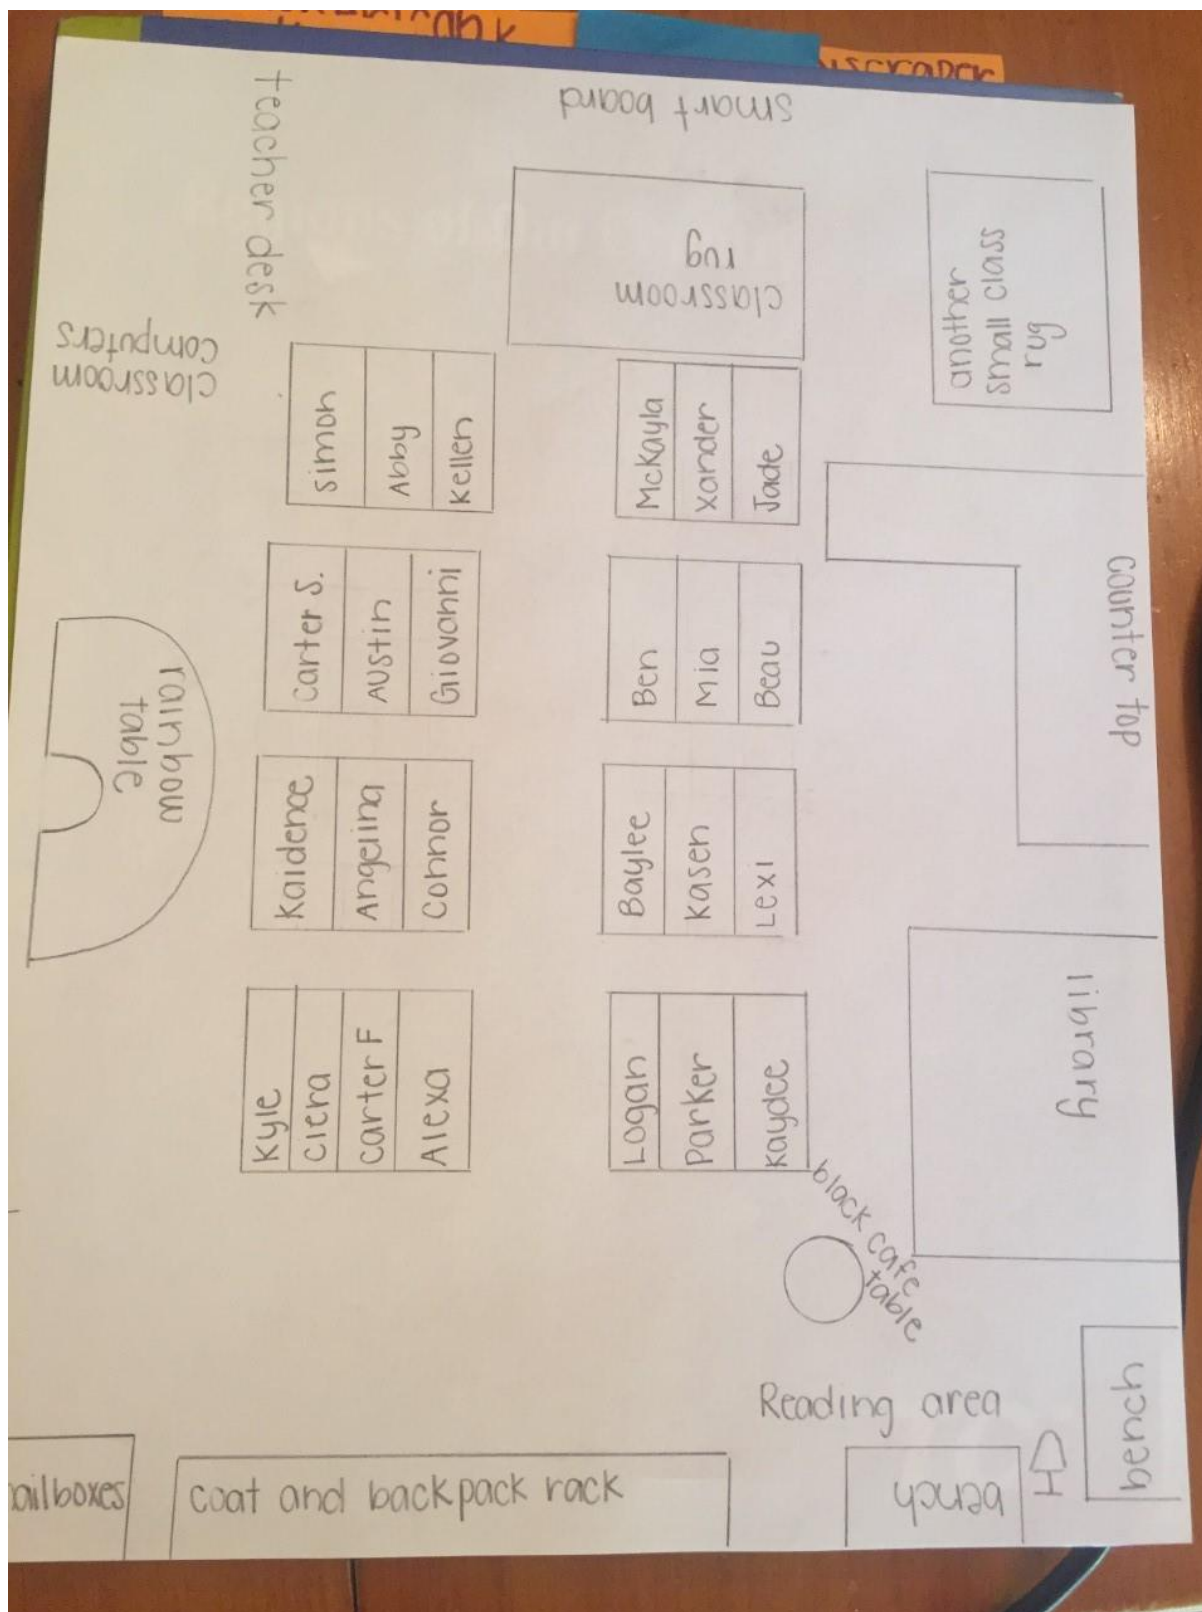 smart board
teacher desk
classroom
rug
another
small class
rug
classroom
computers
Simon
Abby
Kellen
McKayla
Xander
Jade
counter top
Carter S.
Austin
Giovanni
Ben
Mia
Beau
rainbow
table
Kaidence
Angelina
Connor
Baylee
Kasen
Lexi
library
Kyle
Ciera
Carter F
Alexa
Logan
Parker
Kaydee
black cafe
table
Reading area
bench
bench
coat and backpack rack